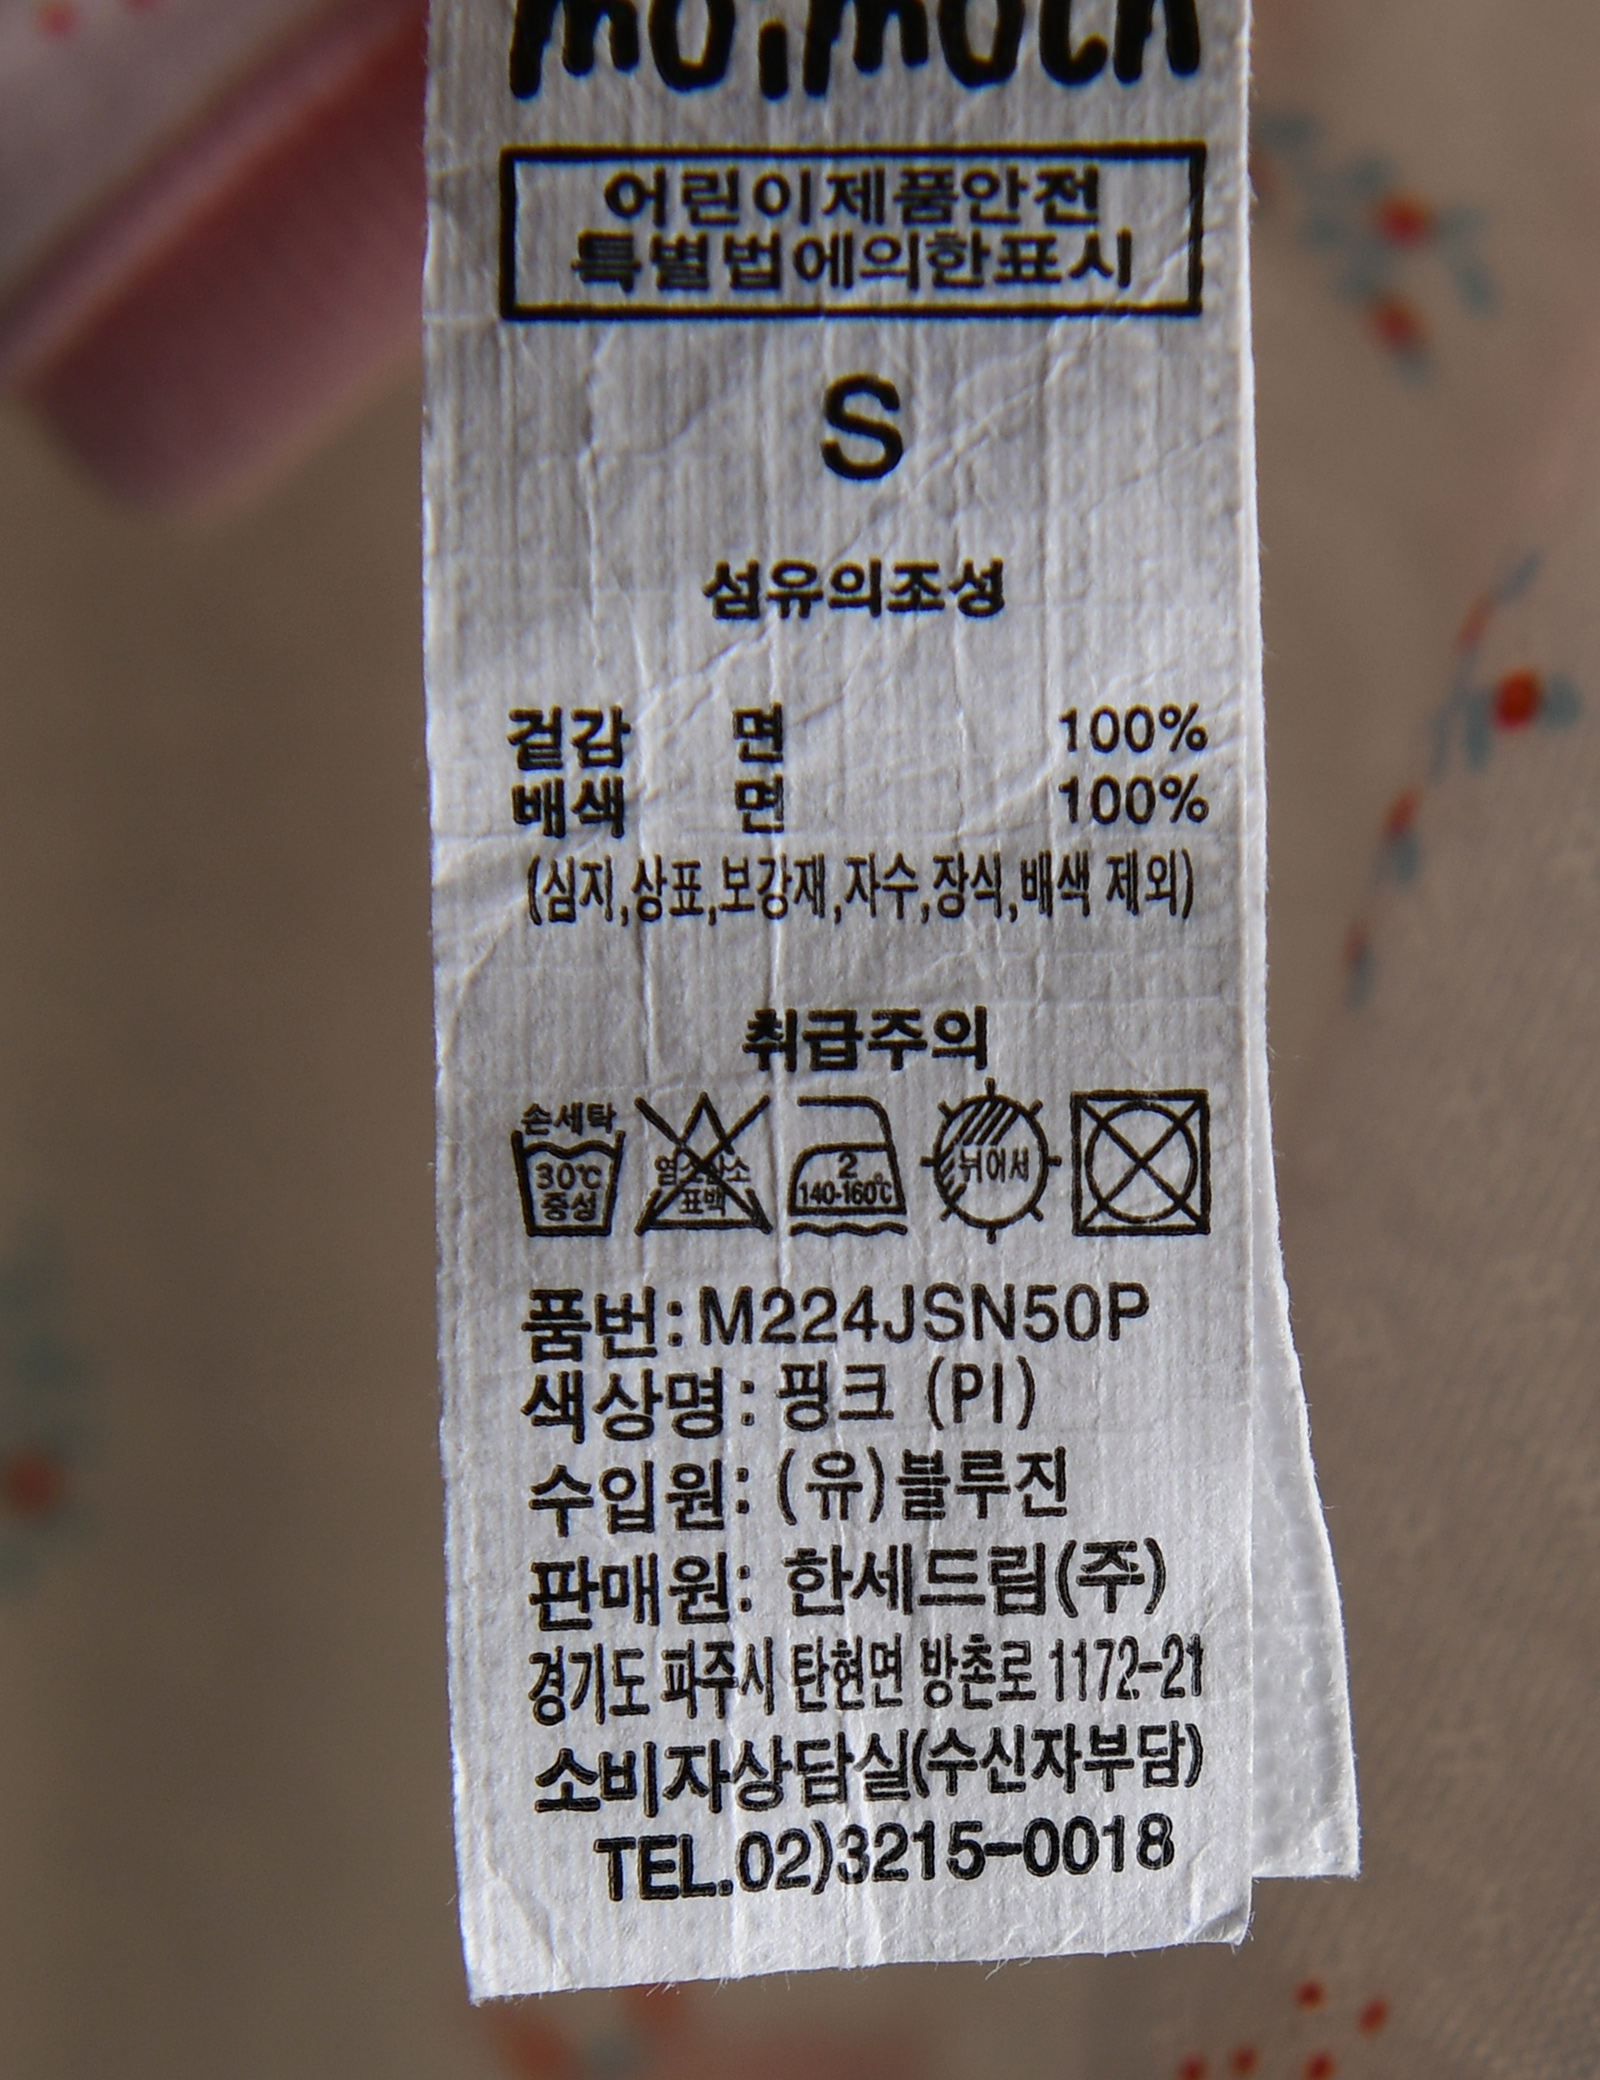 moimoln
어린이제품안전
특별법에의한표시
S
섬유의조성
겉감 면 100%
배색 면 100%
(심지,상표,보강재,자수,장식,배색 제외)
취급주의
손세탁
30℃
중성
염소산소
표백
2
140-160℃
뉘어서
품번:M224JSN50P
색상명: 핑크 (PI)
수입원: (유)블루진
판매원: 한세드림(주)
경기도 파주시 탄현면 방촌로 1172-21
소비자상담실(수신자부담)
TEL.02)3215-0018